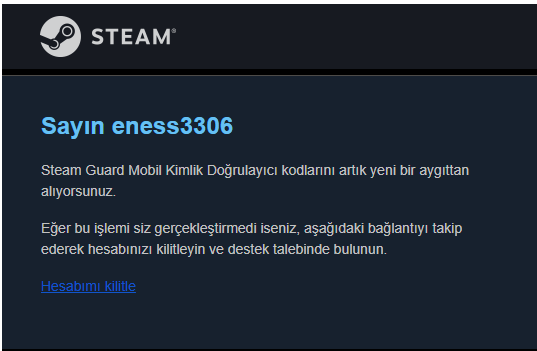 STEAM®
Sayın eness3306
Steam Guard Mobil Kimlik Doğrulayıcı kodlarını artık yeni bir aygıttan
alıyorsunuz.
Eğer bu işlemi siz gerçekleştirmedi iseniz, aşağıdaki bağlantıyı takip
ederek hesabınızı kilitleyin ve destek talebinde bulunun.
Hesabımı kilitle